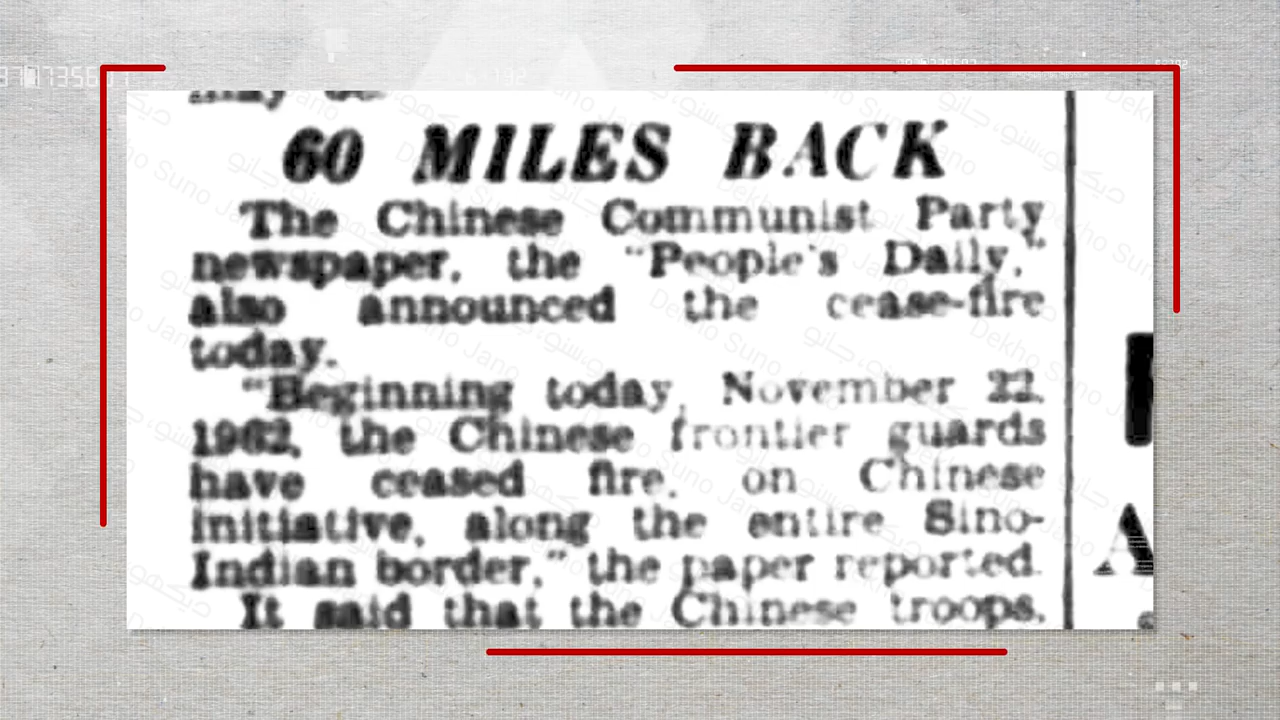 60 MILES BACK
The Chinese Communist Party
newspaper, the "People's Daily,"
also announced the cease-fire
today.
"Beginning today, November 22,
1962, the Chinese frontier guards
have ceased fire, on Chinese
initiative, along the entire Sino-
Indian border," the paper reported.
It said that the Chinese troops,